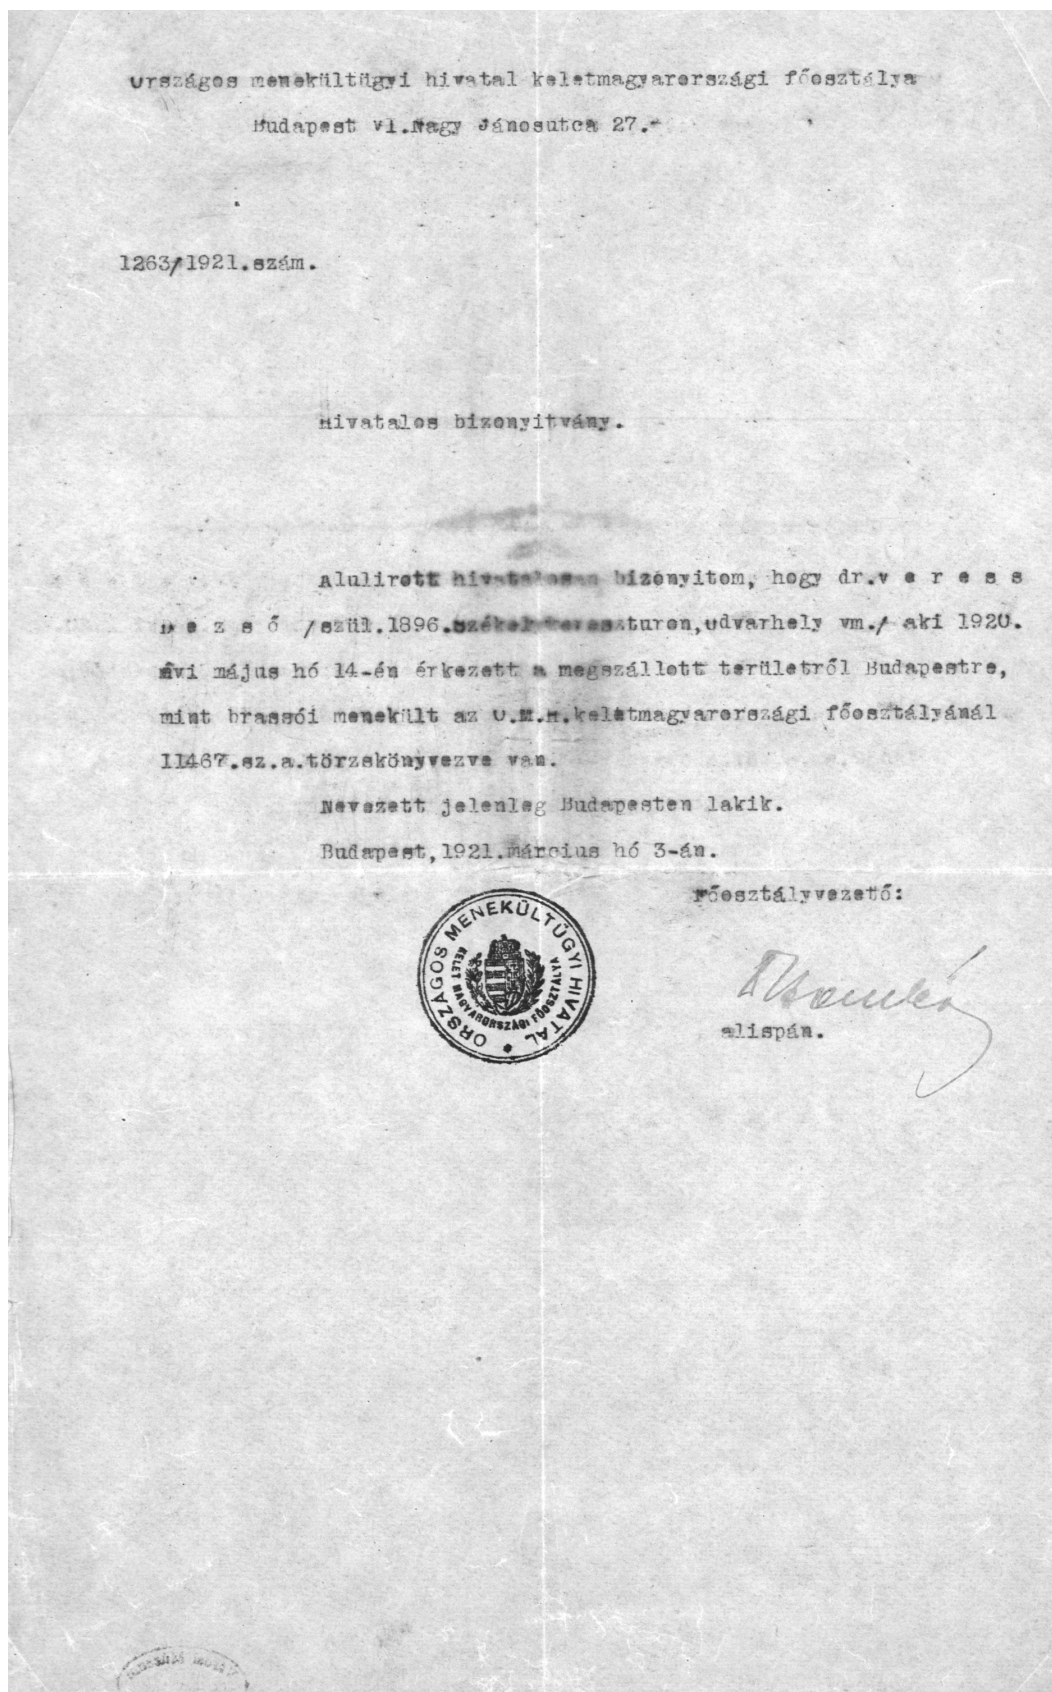 Országos menekültügyi hivatal keletmagyarországi főosztálya
Budapest VI.Nagy Jánosutca 27.-
1263/1921.szám.
Hivatalos bizonyitvány.
Alulirott hivatalosan bizonyitom, hogy dr.V e r e s s
D e z s ő /szül.1896.Székelykereszturon,Udvarhely vm./ aki 1920.
évi május hó 14-én érkezett a megszállott területről Budapestre,
mint brassói menekült az O.M.H.keletmagyarországi főosztályánál
11467.sz.a.törzskönyvezve van.
Nevezett jelenleg Budapesten lakik.
Budapest,1921.március hó 3-án.
Főosztályvezető:
alispán.
ORSZÁGOS MENEKÜLTÜGYI HIVATAL
KELET MAGYARORSZÁGI FŐOSZTÁLYA